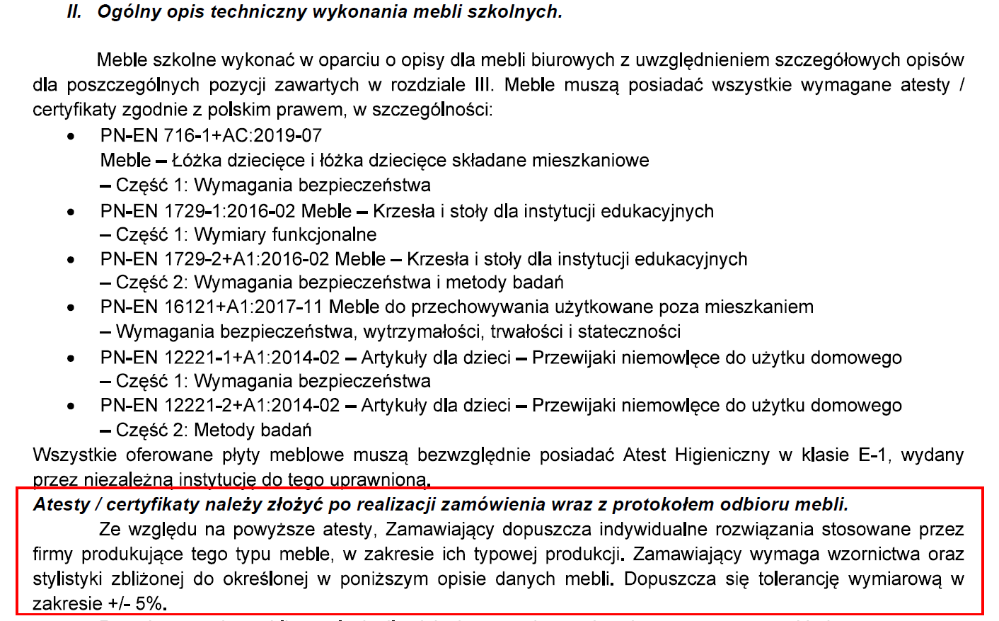 II. Ogólny opis techniczny wykonania mebli szkolnych.
Meble szkolne wykonać w oparciu o opisy dla mebli biurowych z uwzględnieniem szczegółowych opisów
dla poszczególnych pozycji zawartych w rozdziale III. Meble muszą posiadać wszystkie wymagane atesty /
certyfikaty zgodnie z polskim prawem, w szczególności:
• PN-EN 716-1+AC:2019-07
Meble – Łóżka dziecięce i łóżka dziecięce składane mieszkaniowe
– Część 1: Wymagania bezpieczeństwa
• PN-EN 1729-1:2016-02 Meble – Krzesła i stoły dla instytucji edukacyjnych
– Część 1: Wymiary funkcjonalne
• PN-EN 1729-2+A1:2016-02 Meble – Krzesła i stoły dla instytucji edukacyjnych
– Część 2: Wymagania bezpieczeństwa i metody badań
• PN-EN 16121+A1:2017-11 Meble do przechowywania użytkowane poza mieszkaniem
– Wymagania bezpieczeństwa, wytrzymałości, trwałości i stateczności
• PN-EN 12221-1+A1:2014-02 – Artykuły dla dzieci – Przewijaki niemowlęce do użytku domowego
– Część 1: Wymagania bezpieczeństwa
• PN-EN 12221-2+A1:2014-02 – Artykuły dla dzieci – Przewijaki niemowlęce do użytku domowego
– Część 2: Metody badań
Wszystkie oferowane płyty meblowe muszą bezwzględnie posiadać Atest Higieniczny w klasie E-1, wydany
przez niezależną instytucję do tego uprawnioną.
Atesty / certyfikaty należy złożyć po realizacji zamówienia wraz z protokołem odbioru mebli.
Ze względu na powyższe atesty, Zamawiający dopuszcza indywidualne rozwiązania stosowane przez
firmy produkujące tego typu meble, w zakresie ich typowej produkcji. Zamawiający wymaga wzornictwa oraz
stylistyki zbliżonej do określonej w poniższym opisie danych mebli. Dopuszcza się tolerancję wymiarową w
zakresie +/- 5%.